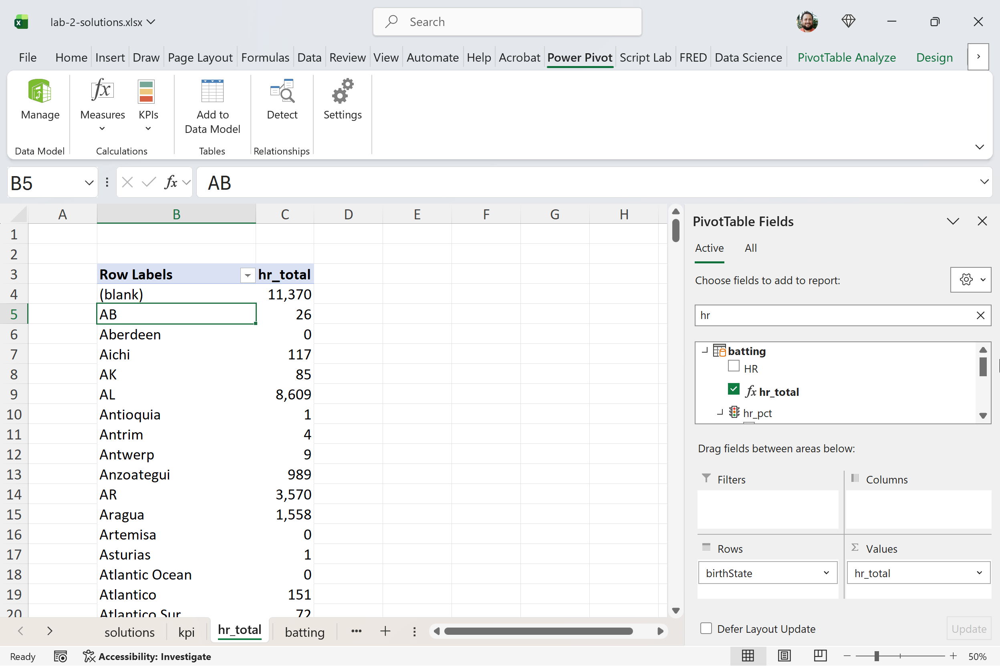 lab-2-solutions.xlsx
Search
File Home Insert Draw Page Layout Formulas Data Review View Automate Help Acrobat Power Pivot Script Lab FRED Data Science PivotTable Analyze Design
Manage
Measures
KPIs
Add to
Data Model
Detect
Settings
Data Model
Calculations
Tables
Relationships
B5
fx
AB
A B C D E F G H
1
2
3 Row Labels hr_total
4 (blank) 11,370
5 AB 26
6 Aberdeen 0
7 Aichi 117
8 AK 85
9 AL 8,609
10 Antioquia 1
11 Antrim 4
12 Antwerp 9
13 Anzoategui 989
14 AR 3,570
15 Aragua 1,558
16 Artemisa 0
17 Asturias 1
18 Atlantic Ocean 0
19 Atlantico 151
20 Atlantico Sur 72
PivotTable Fields
Active All
Choose fields to add to report:
hr
batting
HR
fx hr_total
hr_pct
Drag fields between areas below:
Filters
Columns
Rows
Σ Values
birthState
hr_total
Defer Layout Update
Update
solutions kpi hr_total batting
Ready
Accessibility: Investigate
50%